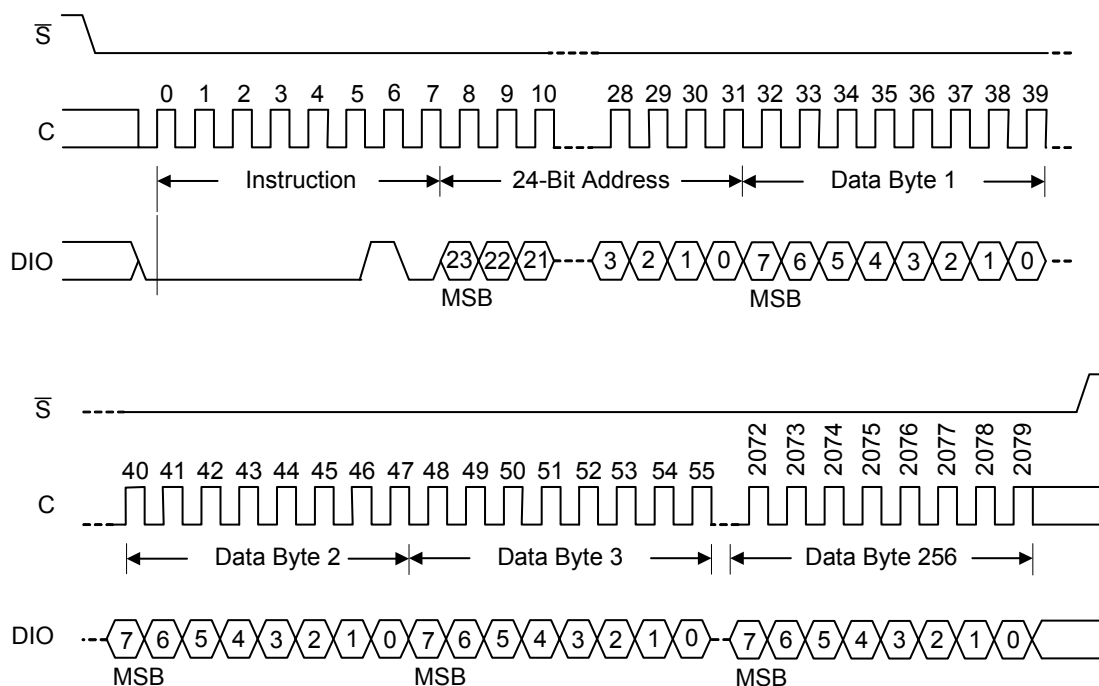 S
0 1 2 3 4 5 6 7 8 9 10 28 29 30 31 32 33 34 35 36 37 38 39
C
Instruction 24-Bit Address Data Byte 1
DIO 23 22 21 3 2 1 0 7 6 5 4 3 2 1 0
MSB MSB
S
2072 2073 2074 2075 2076 2077 2078 2079
40 41 42 43 44 45 46 47 48 49 50 51 52 53 54 55
C
Data Byte 2 Data Byte 3 Data Byte 256
DIO 7 6 5 4 3 2 1 0 7 6 5 4 3 2 1 0 7 6 5 4 3 2 1 0
MSB MSB MSB